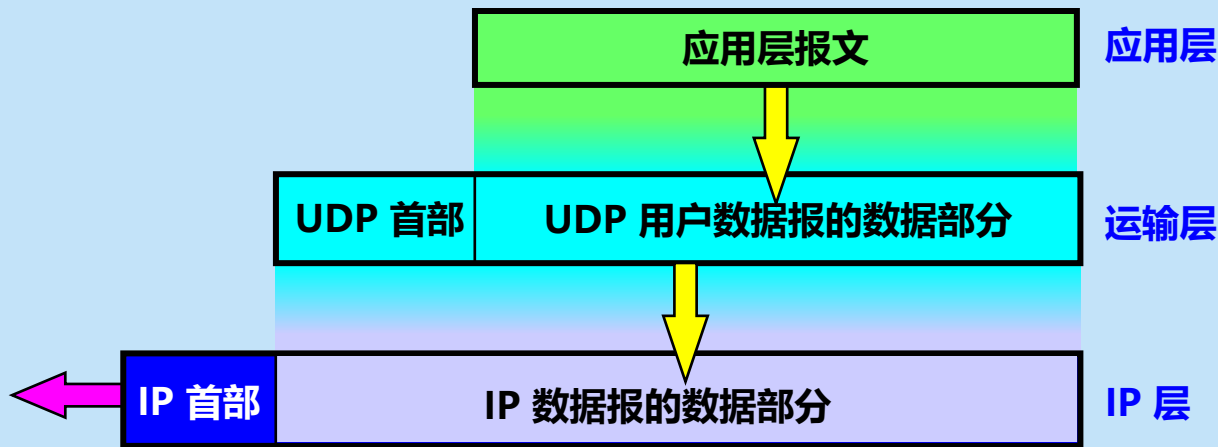 应用层报文
应用层
UDP 首部
UDP 用户数据报的数据部分
运输层
IP 首部
IP 数据报的数据部分
IP 层